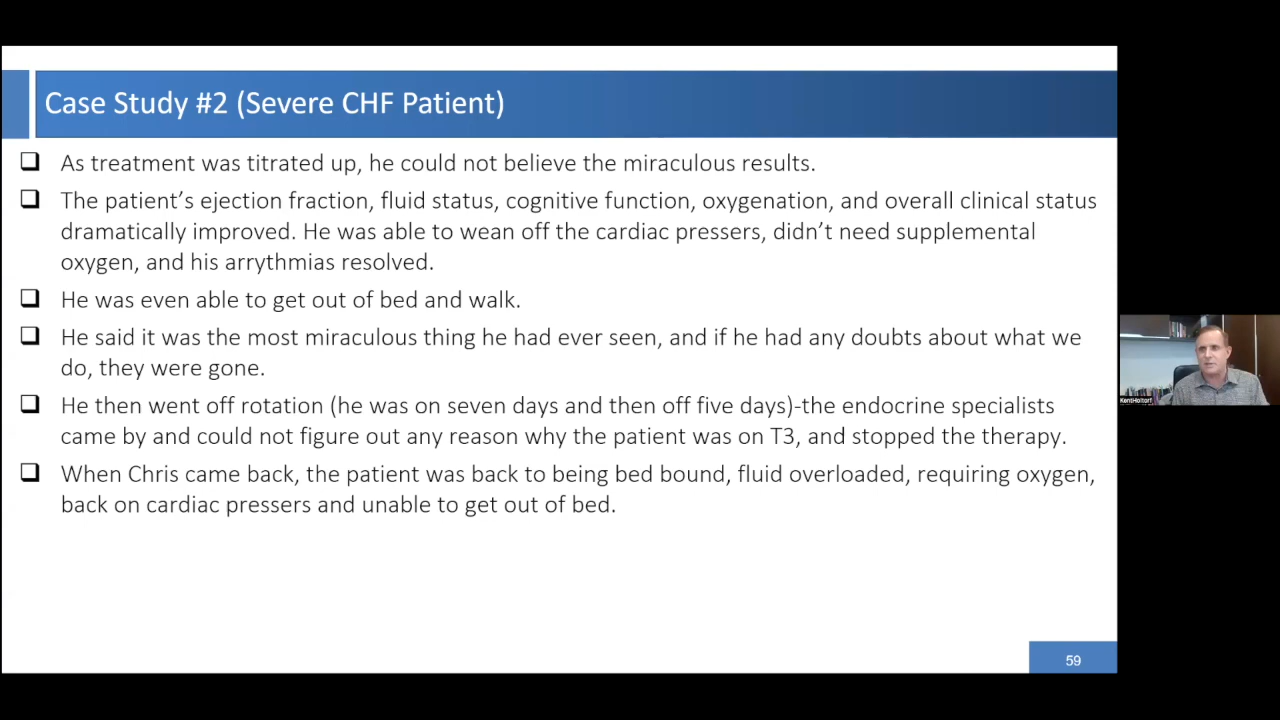 Case Study #2 (Severe CHF Patient)
As treatment was titrated up, he could not believe the miraculous results.
The patient’s ejection fraction, fluid status, cognitive function, oxygenation, and overall clinical status
dramatically improved. He was able to wean off the cardiac pressers, didn’t need supplemental
oxygen, and his arrythmias resolved.
He was even able to get out of bed and walk.
He said it was the most miraculous thing he had ever seen, and if he had any doubts about what we
do, they were gone.
He then went off rotation (he was on seven days and then off five days)-the endocrine specialists
came by and could not figure out any reason why the patient was on T3, and stopped the therapy.
When Chris came back, the patient was back to being bed bound, fluid overloaded, requiring oxygen,
back on cardiac pressers and unable to get out of bed.
59
KentHoltorf